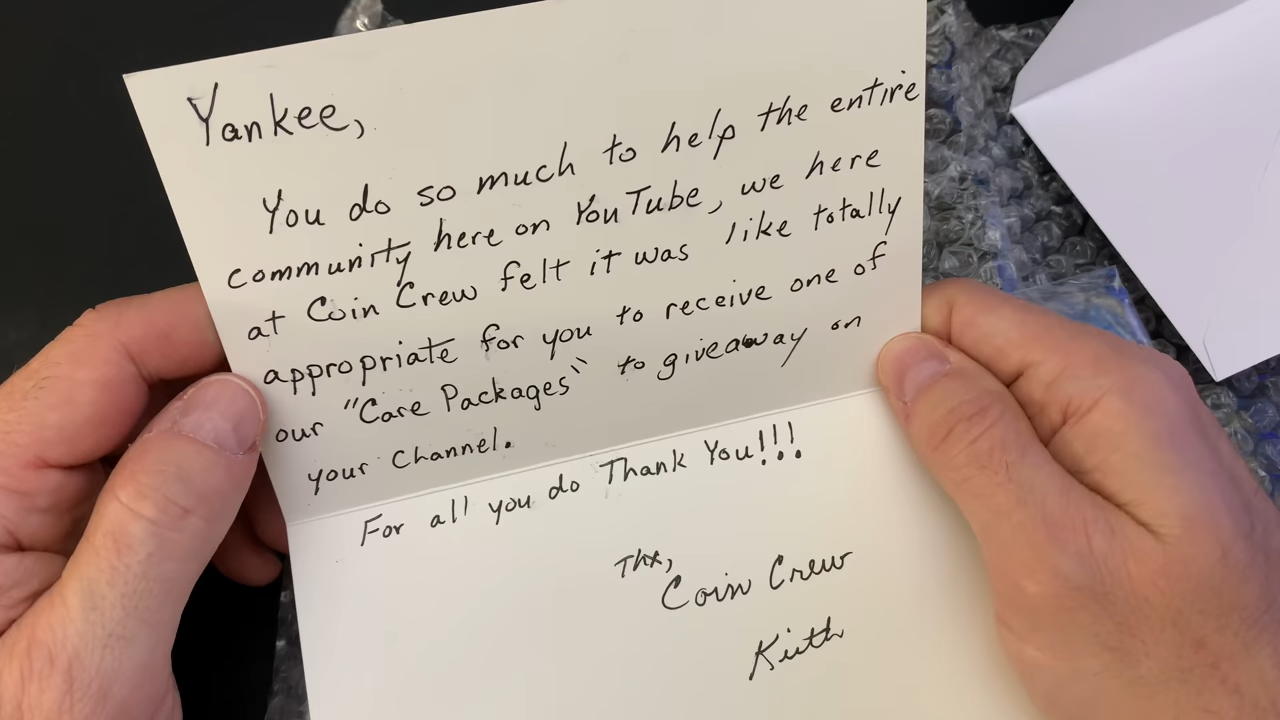 Yankee,
You do so much to help the entire
community here on YouTube, we here
at Coin Crew felt it was like totally
appropriate for you to receive one of
our "Care Packages" to giveaway on
your Channel.
For all you do Thank You!!!
Thx,
Coin Crew
Keith